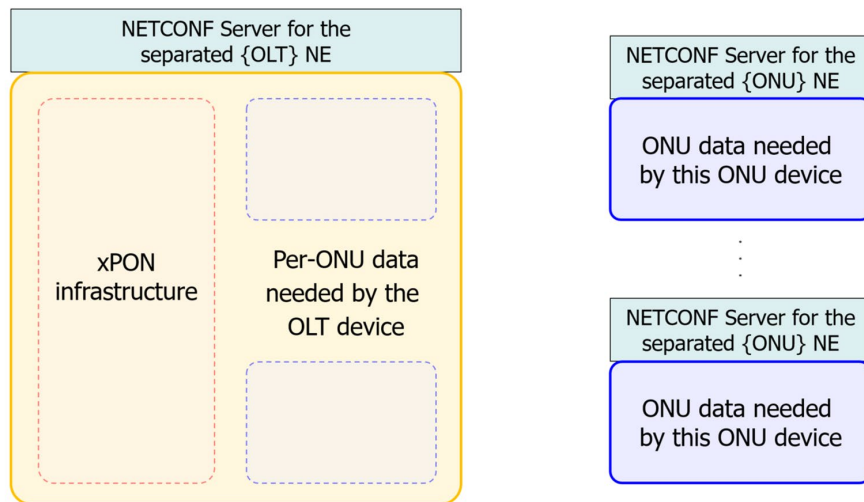 NETCONF Server for the
separated {OLT} NE
xPON
infrastructure
Per-ONU data
needed by the
OLT device
NETCONF Server for the
separated {ONU} NE
ONU data needed
by this ONU device
NETCONF Server for the
separated {ONU} NE
ONU data needed
by this ONU device